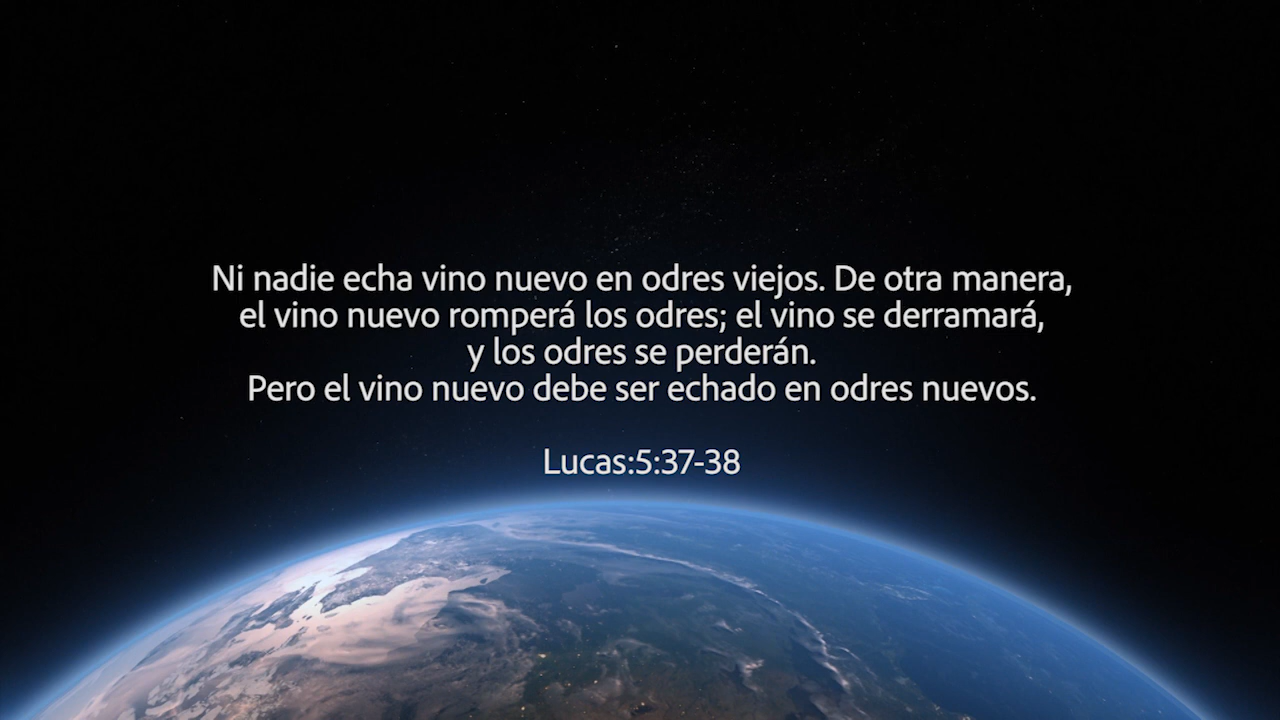 Ni nadie echa vino nuevo en odres viejos. De otra manera,
el vino nuevo romperá los odres; el vino se derramará,
y los odres se perderán.
Pero el vino nuevo debe ser echado en odres nuevos.
Lucas:5:37-38